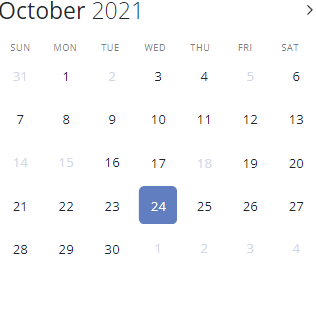 October 2021
SUN MON TUE WED THU FRI SAT
31 1 2 3 4 5 6
7 8 9 10 11 12 13
14 15 16 17 18 19 20
21 22 23 24 25 26 27
28 29 30 1 2 3 4